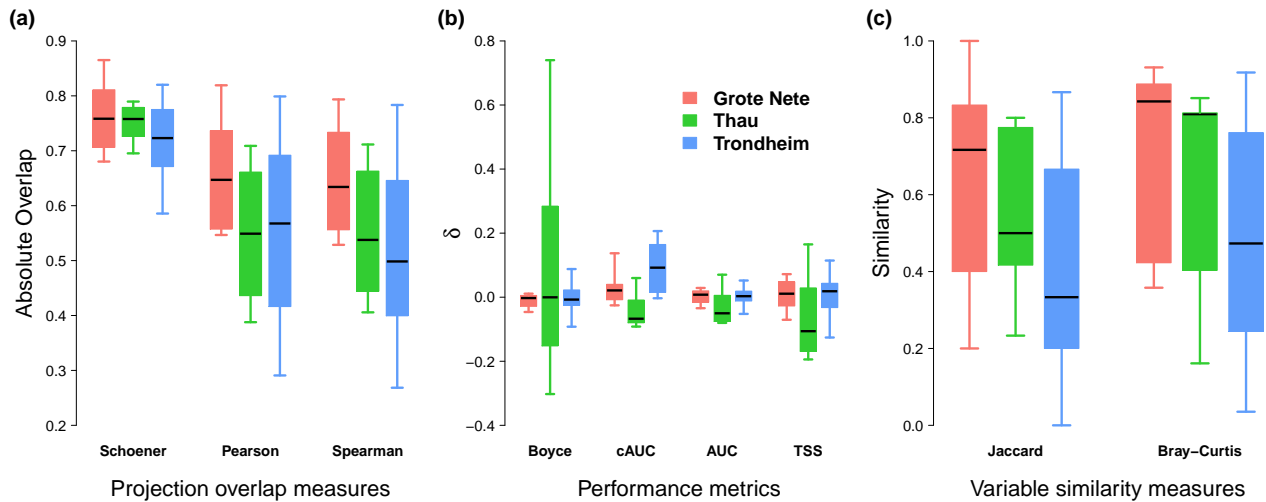 (a)
Absolute Overlap
0.9
0.8
0.7
0.6
0.5
0.4
0.3
0.2
Schoener Pearson Spearman
Projection overlap measures
(b)
δ
0.8
0.6
0.4
0.2
0.0
−0.2
−0.4
Grote Nete
Thau
Trondheim
Boyce cAUC AUC TSS
Performance metrics
(c)
Similarity
1.0
0.8
0.6
0.4
0.2
0.0
Jaccard Bray−Curtis
Variable similarity measures